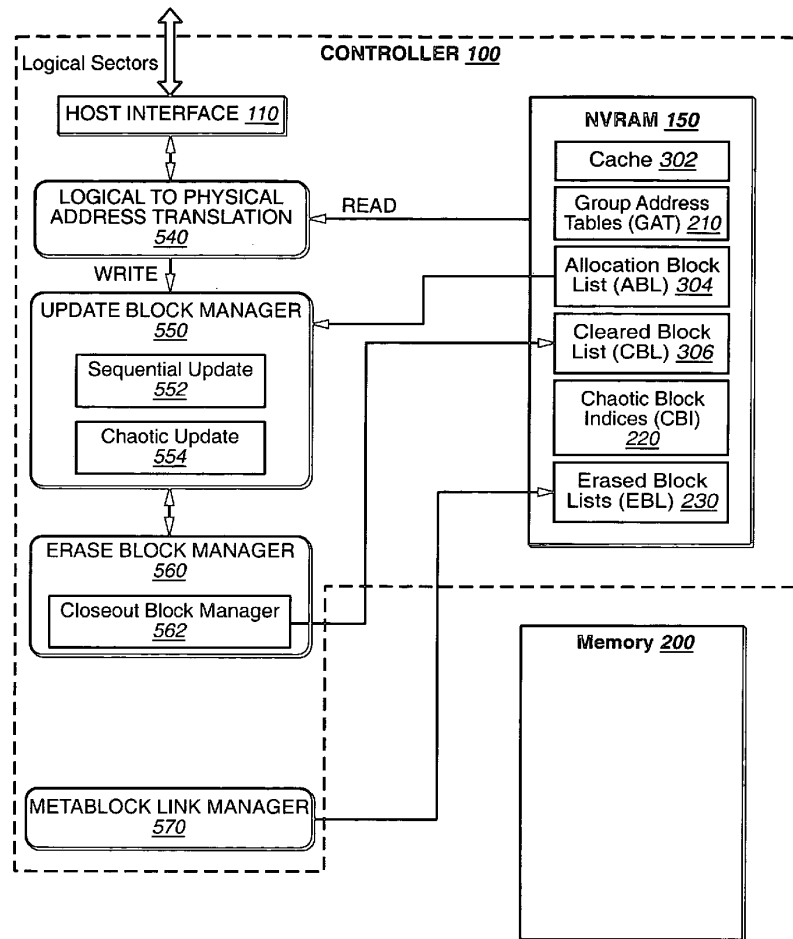 CONTROLLER 100
Logical Sectors
HOST INTERFACE 110
LOGICAL TO PHYSICAL
ADDRESS TRANSLATION
540
READ
WRITE
UPDATE BLOCK MANAGER
550
Sequential Update
552
Chaotic Update
554
ERASE BLOCK MANAGER
560
Closeout Block Manager
562
METABLOCK LINK MANAGER
570
NVRAM 150
Cache 302
Group Address
Tables (GAT) 210
Allocation Block
List (ABL) 304
Cleared Block
List (CBL) 306
Chaotic Block
Indices (CBI)
220
Erased Block
Lists (EBL) 230
Memory 200